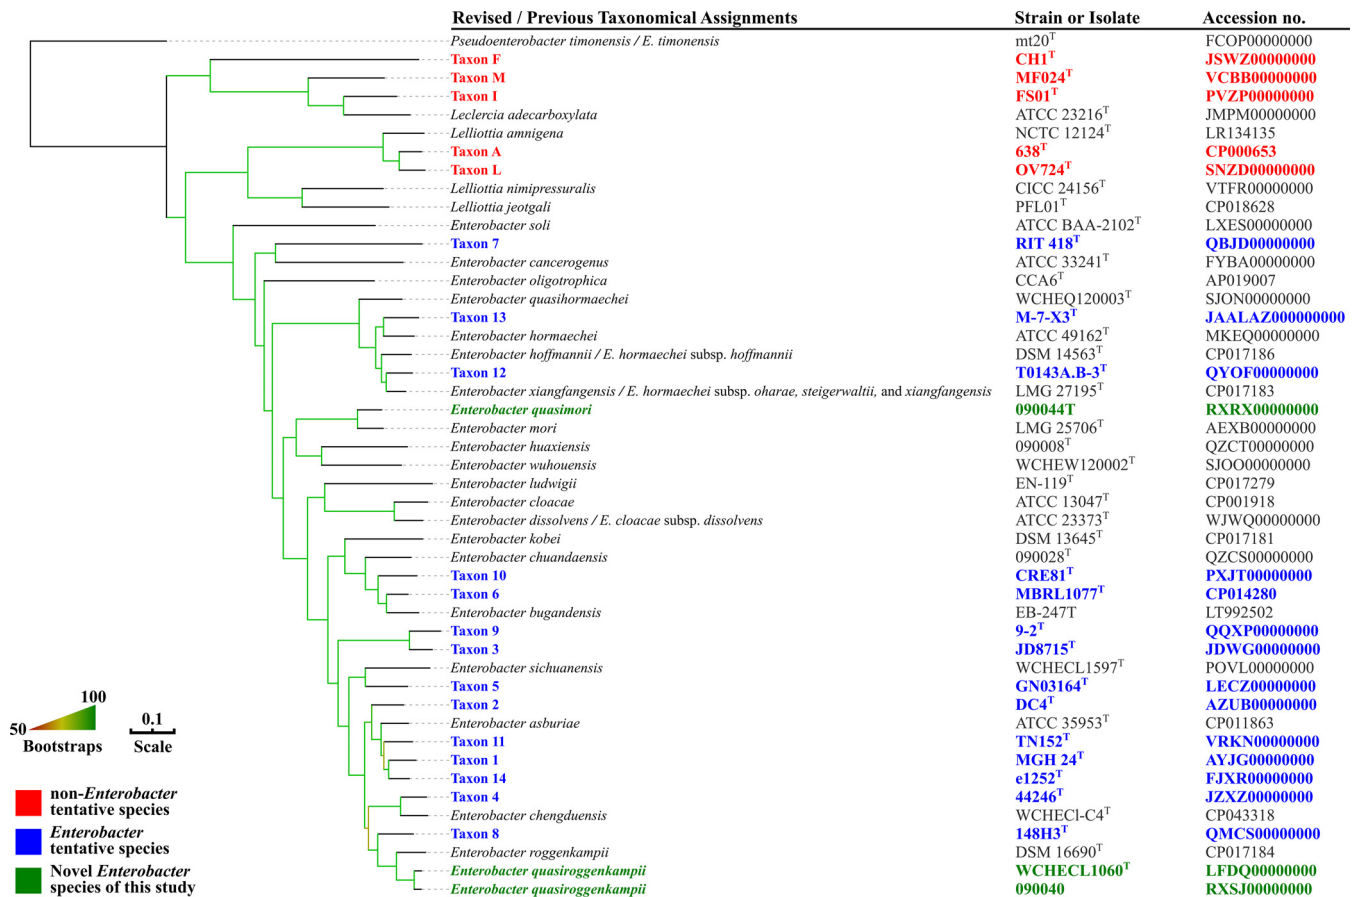 Revised / Previous Taxonomical Assignments Strain or Isolate Accession no.
Pseudoenterobacter timonensis / E. timonensis mt20T FCOP00000000
Taxon F CH1T JSWZ00000000
Taxon M MF024T VCBB00000000
Taxon I FS01T PVZP00000000
Leclercia adecarboxylata ATCC 23216T JMPM00000000
Lelliottia amnigena NCTC 12124T LR134135
Taxon A 638T CP000653
Taxon L OV724T SNZD00000000
Lelliottia nimipressuralis CICC 24156T VTFR00000000
Lelliottia jeotgali PFL01T CP018628
Enterobacter soli ATCC BAA-2102T LXES00000000
Taxon 7 RIT 418T QBJD00000000
Enterobacter cancerogenus ATCC 33241T FYBA00000000
Enterobacter oligotrophica CCA6T AP019007
Enterobacter quasihormaechei WCHEQ120003T SJON00000000
Taxon 13 M-7-X3T JAALAZ000000000
Enterobacter hormaechei ATCC 49162T MKEQ00000000
Enterobacter hoffmannii / E. hormaechei subsp. hoffmannii DSM 14563T CP017186
Taxon 12 T0143A.B-3T QYOF00000000
Enterobacter xiangfangensis / E. hormaechei subsp. oharae, steigerwaltii, and xiangfangensis LMG 27195T CP017183
Enterobacter quasimori 090044T RXRX00000000
Enterobacter mori LMG 25706T AEXB00000000
Enterobacter huaxiensis 090008T QZCT00000000
Enterobacter wuhouensis WCHEW120002T SJOO00000000
Enterobacter ludwigii EN-119T CP017279
Enterobacter cloacae ATCC 13047T CP001918
Enterobacter dissolvens / E. cloacae subsp. dissolvens ATCC 23373T WJWQ00000000
Enterobacter kobei DSM 13645T CP017181
Enterobacter chuandaensis 090028T QZCS00000000
Taxon 10 CRE81T PXJT00000000
Taxon 6 MBRL1077T CP014280
Enterobacter bugandensis EB-247T LT992502
Taxon 9 9-2T QQXP00000000
Taxon 3 JD8715T JDWG00000000
Enterobacter sichuanensis WCHECL1597T POVL00000000
Taxon 5 GN03164T LECZ00000000
Taxon 2 DC4T AZUB00000000
Enterobacter asburiae ATCC 35953T CP011863
Taxon 11 TN152T VRKN00000000
Taxon 1 MGH 24T AYJG00000000
Taxon 14 e1252T FJXR00000000
Taxon 4 44246T JZXZ00000000
Enterobacter chengduensis WCHECl-C4T CP043318
Taxon 8 148H3T QMCS00000000
Enterobacter roggenkampii DSM 16690T CP017184
Enterobacter quasiroggenkampii WCHECL1060T LFDQ00000000
Enterobacter quasiroggenkampii 090040 RXSJ00000000
100
50
Bootstraps
0.1
Scale
non-Enterobacter
tentative species
Enterobacter
tentative species
Novel Enterobacter
species of this study